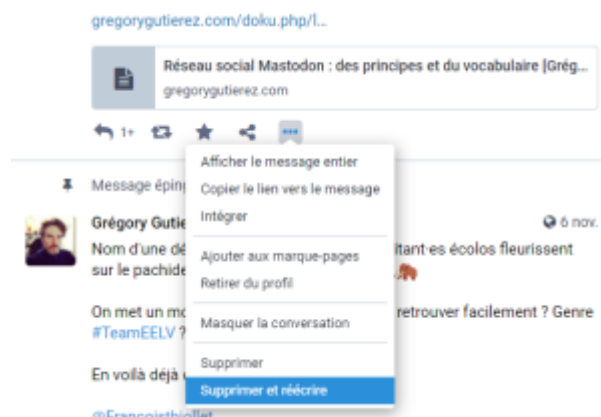 gregorygutierez.com/doku.php/l...
Réseau social Mastodon : des principes et du vocabulaire [Grég...
gregorygutierez.com
1+
Afficher le message entier
Message éping
Copier le lien vers le message
Intégrer
Grégory Gutie
6 nov.
Nom d'une dé
itant·es écolos fleurissent
Ajouter aux marque-pages
sur le pachide
Retirer du profil
On met un mo
retrouver facilement ? Genre
Masquer la conversation
#TeamEELV ?
Supprimer
En voilà déjà
Supprimer et réécrire
@Francoisthiollet